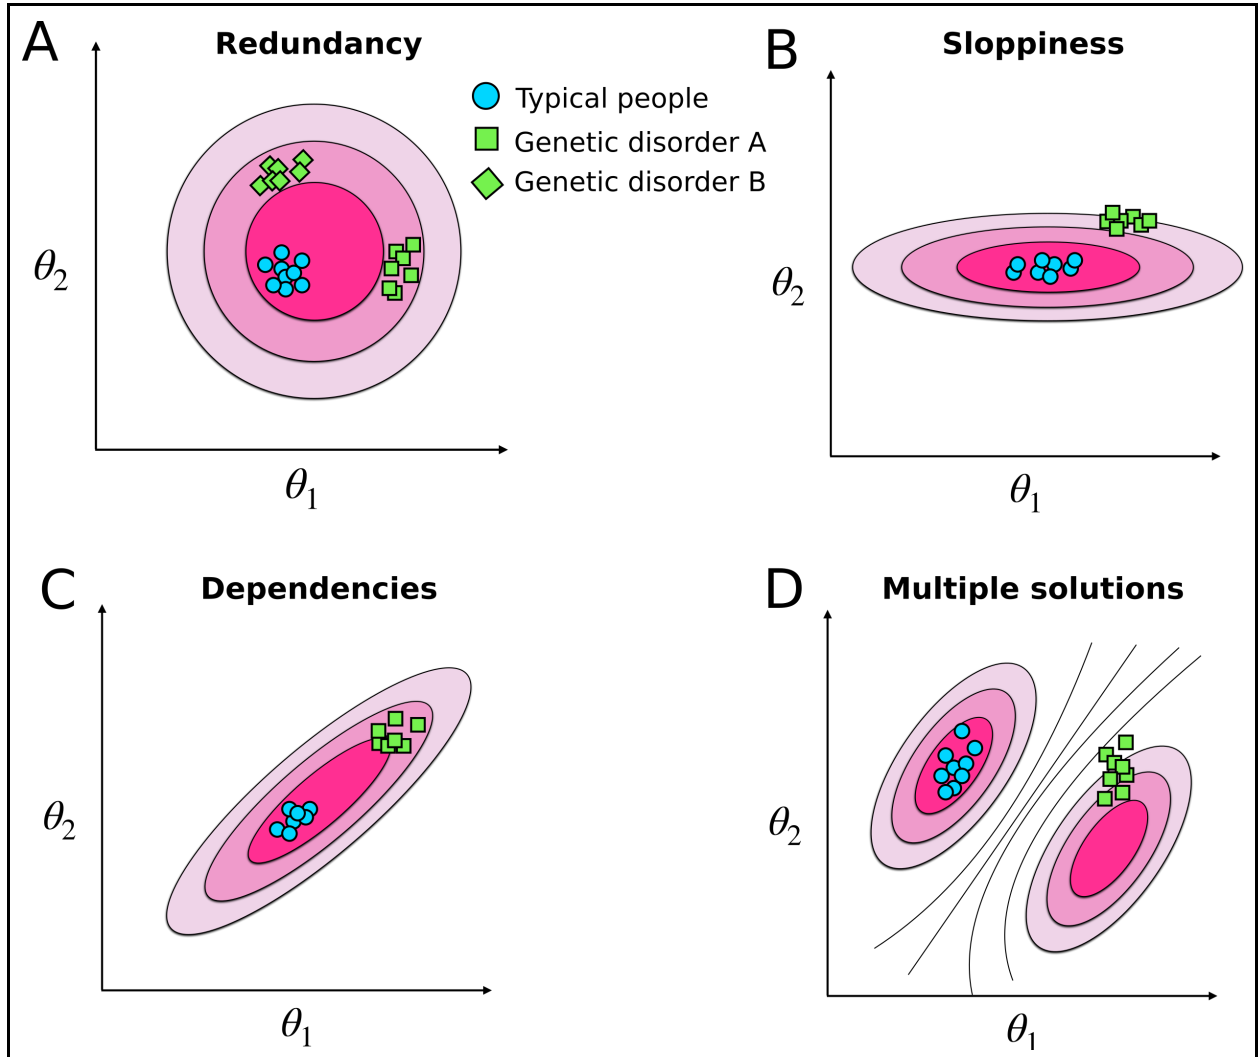 A
Redundancy
Typical people
Genetic disorder A
Genetic disorder B
θ2
θ1
B
Sloppiness
θ2
θ1
C
Dependencies
θ2
θ1
D
Multiple solutions
θ2
θ1